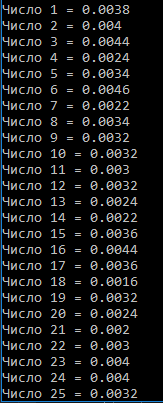 Число 1 = 0.0038
Число 2 = 0.004
Число 3 = 0.0044
Число 4 = 0.0024
Число 5 = 0.0034
Число 6 = 0.0046
Число 7 = 0.0022
Число 8 = 0.0034
Число 9 = 0.0032
Число 10 = 0.0032
Число 11 = 0.003
Число 12 = 0.0032
Число 13 = 0.0024
Число 14 = 0.0022
Число 15 = 0.0036
Число 16 = 0.0044
Число 17 = 0.0036
Число 18 = 0.0016
Число 19 = 0.0032
Число 20 = 0.0024
Число 21 = 0.002
Число 22 = 0.003
Число 23 = 0.004
Число 24 = 0.004
Число 25 = 0.0032